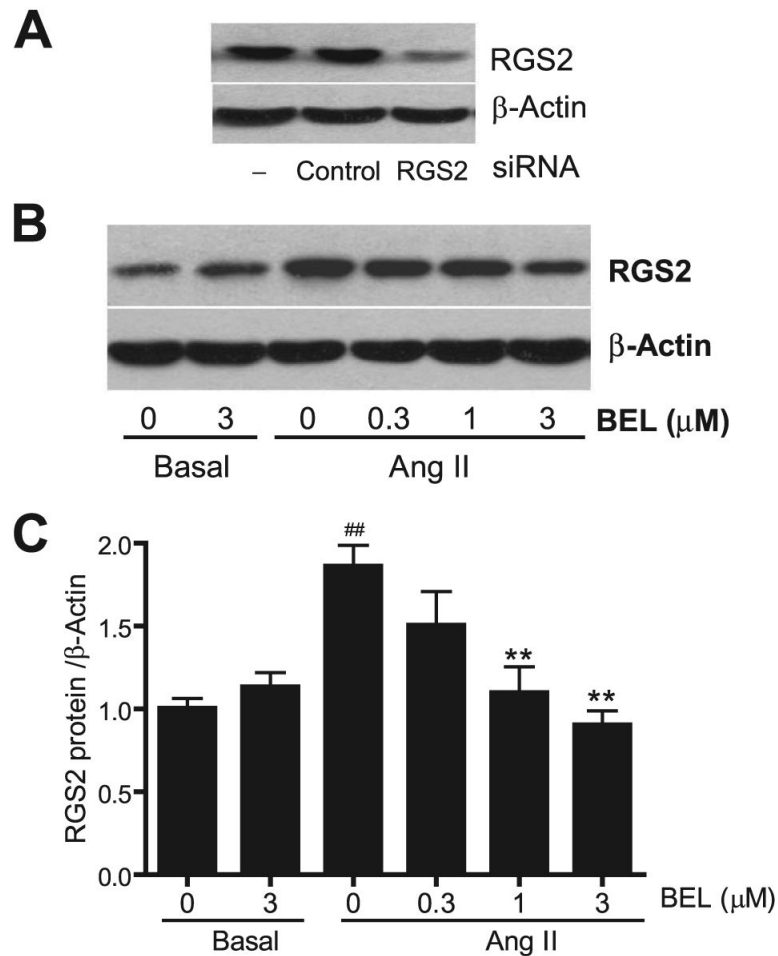 A
RGS2
β-Actin
– Control RGS2 siRNA
B
RGS2
β-Actin
0 3 0 0.3 1 3 BEL (μM)
Basal Ang II
C
RGS2 protein /β-Actin
2.0
1.5
1.0
0.5
0.0
##
**
**
0 3 0 0.3 1 3 BEL (μM)
Basal Ang II